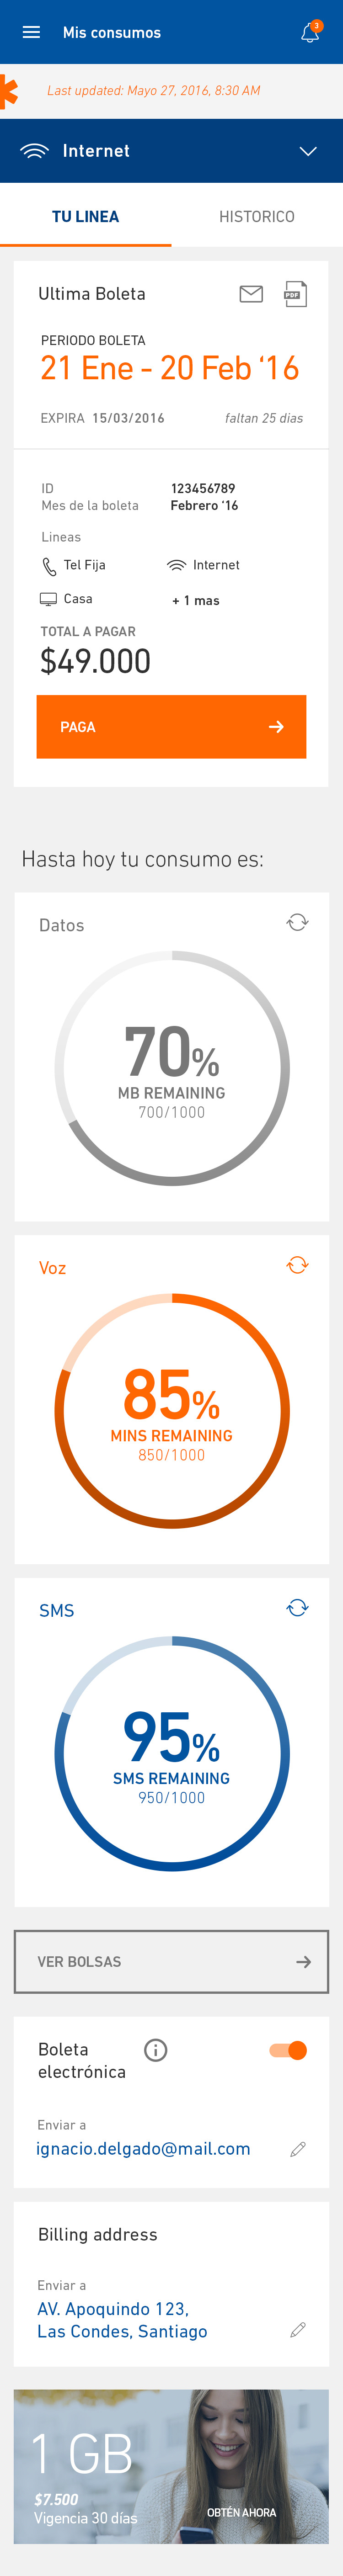 Mis consumos
3
Last updated: Mayo 27, 2016, 8:30 AM
Internet
TU LINEA
HISTORICO
Ultima Boleta
PDF
PERIODO BOLETA
21 Ene - 20 Feb ‘16
EXPIRA 15/03/2016
faltan 25 dias
ID 123456789
Mes de la boleta Febrero ‘16
Lineas
Tel Fija
Internet
Casa
+ 1 mas
TOTAL A PAGAR
$49.000
PAGA
Hasta hoy tu consumo es:
Datos
70%
MB REMAINING
700/1000
Voz
85%
MINS REMAINING
850/1000
SMS
95%
SMS REMAINING
950/1000
VER BOLSAS
Boleta
electrónica
Enviar a
ignacio.delgado@mail.com
Billing address
Enviar a
AV. Apoquindo 123,
Las Condes, Santiago
1 GB
$7.500
Vigencia 30 días
OBTÉN AHORA